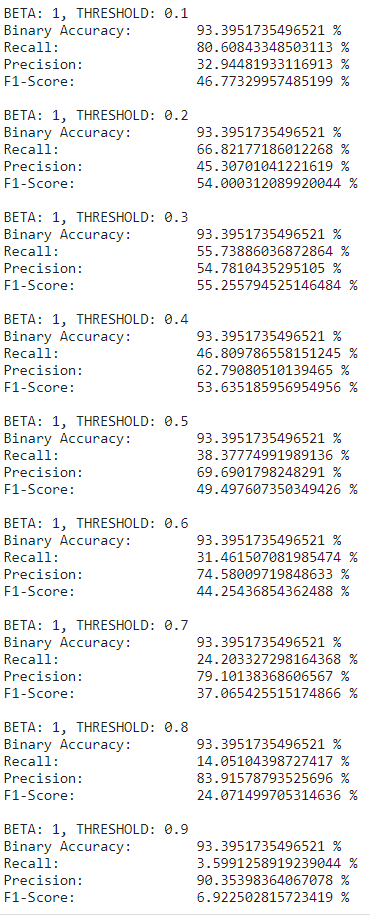 BETA: 1, THRESHOLD: 0.1
Binary Accuracy: 93.3951735496521 %
Recall: 80.60843348503113 %
Precision: 32.94481933116913 %
F1-Score: 46.77329957485199 %
BETA: 1, THRESHOLD: 0.2
Binary Accuracy: 93.3951735496521 %
Recall: 66.82177186012268 %
Precision: 45.30701041221619 %
F1-Score: 54.000312089920044 %
BETA: 1, THRESHOLD: 0.3
Binary Accuracy: 93.3951735496521 %
Recall: 55.73886036872864 %
Precision: 54.7810435295105 %
F1-Score: 55.255794525146484 %
BETA: 1, THRESHOLD: 0.4
Binary Accuracy: 93.3951735496521 %
Recall: 46.809786558151245 %
Precision: 62.79080510139465 %
F1-Score: 53.635185956954956 %
BETA: 1, THRESHOLD: 0.5
Binary Accuracy: 93.3951735496521 %
Recall: 38.37774991989136 %
Precision: 69.6901798248291 %
F1-Score: 49.497607350349426 %
BETA: 1, THRESHOLD: 0.6
Binary Accuracy: 93.3951735496521 %
Recall: 31.461507081985474 %
Precision: 74.58009719848633 %
F1-Score: 44.25436854362488 %
BETA: 1, THRESHOLD: 0.7
Binary Accuracy: 93.3951735496521 %
Recall: 24.203327298164368 %
Precision: 79.10138368606567 %
F1-Score: 37.065425515174866 %
BETA: 1, THRESHOLD: 0.8
Binary Accuracy: 93.3951735496521 %
Recall: 14.05104398727417 %
Precision: 83.91578793525696 %
F1-Score: 24.071499705314636 %
BETA: 1, THRESHOLD: 0.9
Binary Accuracy: 93.3951735496521 %
Recall: 3.5991258919239044 %
Precision: 90.35398364067078 %
F1-Score: 6.922502815723419 %